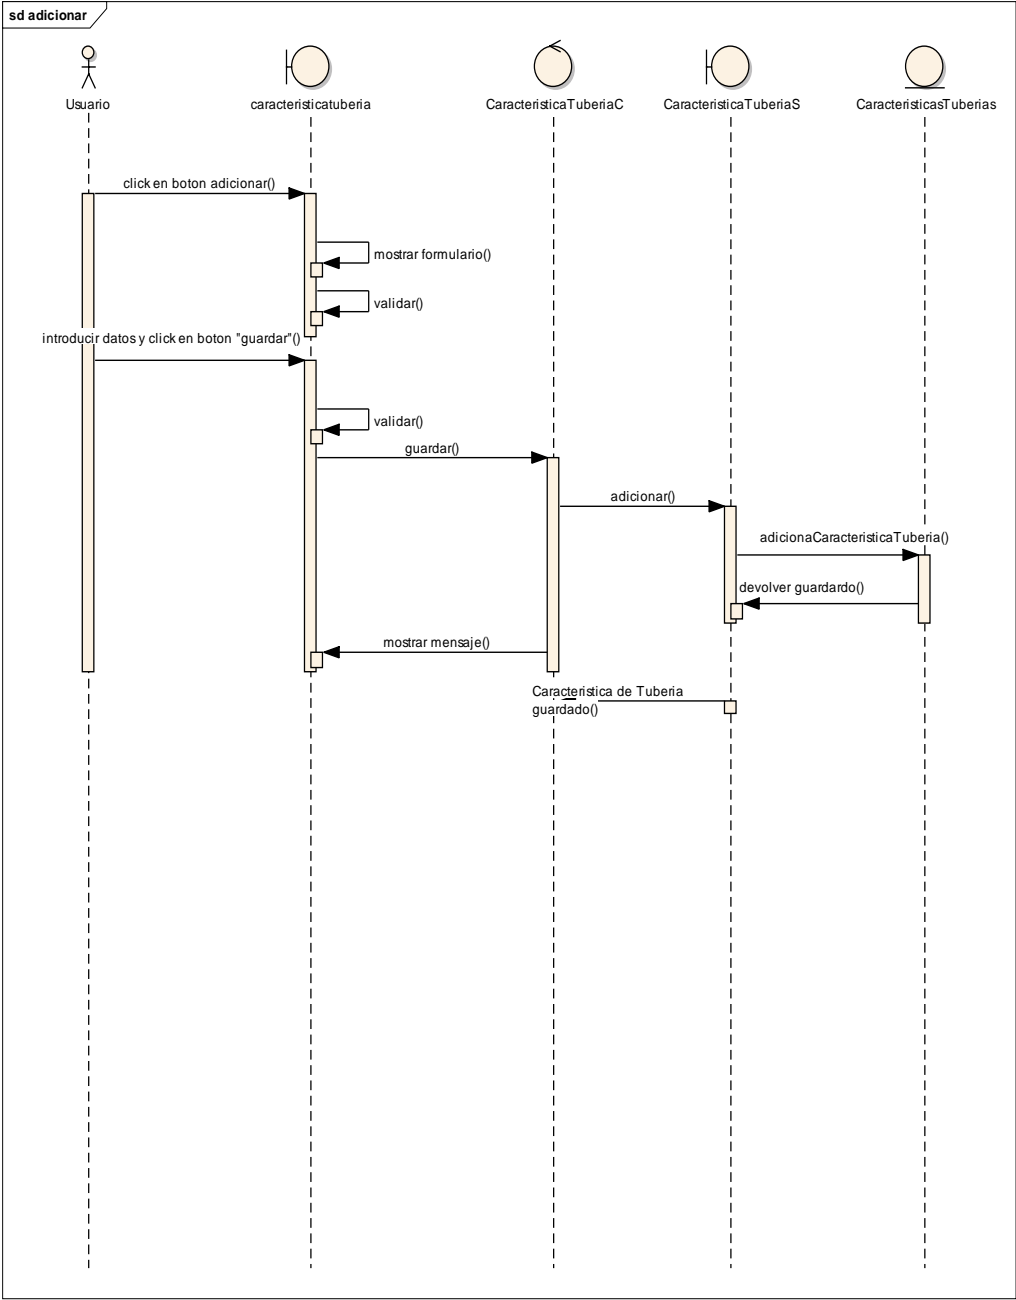 sd adicionar
Usuario
caracteristicatuberia
CaracteristicaTuberiaC
CaracteristicaTuberiaS
CaracteristicasTuberias
click en boton adicionar()
mostrar formulario()
validar()
introducir datos y click en boton "guardar"()
validar()
guardar()
adicionar()
adicionaCaracteristicaTuberia()
devolver guardardo()
mostrar mensaje()
Caracteristica de Tuberia
guardado()